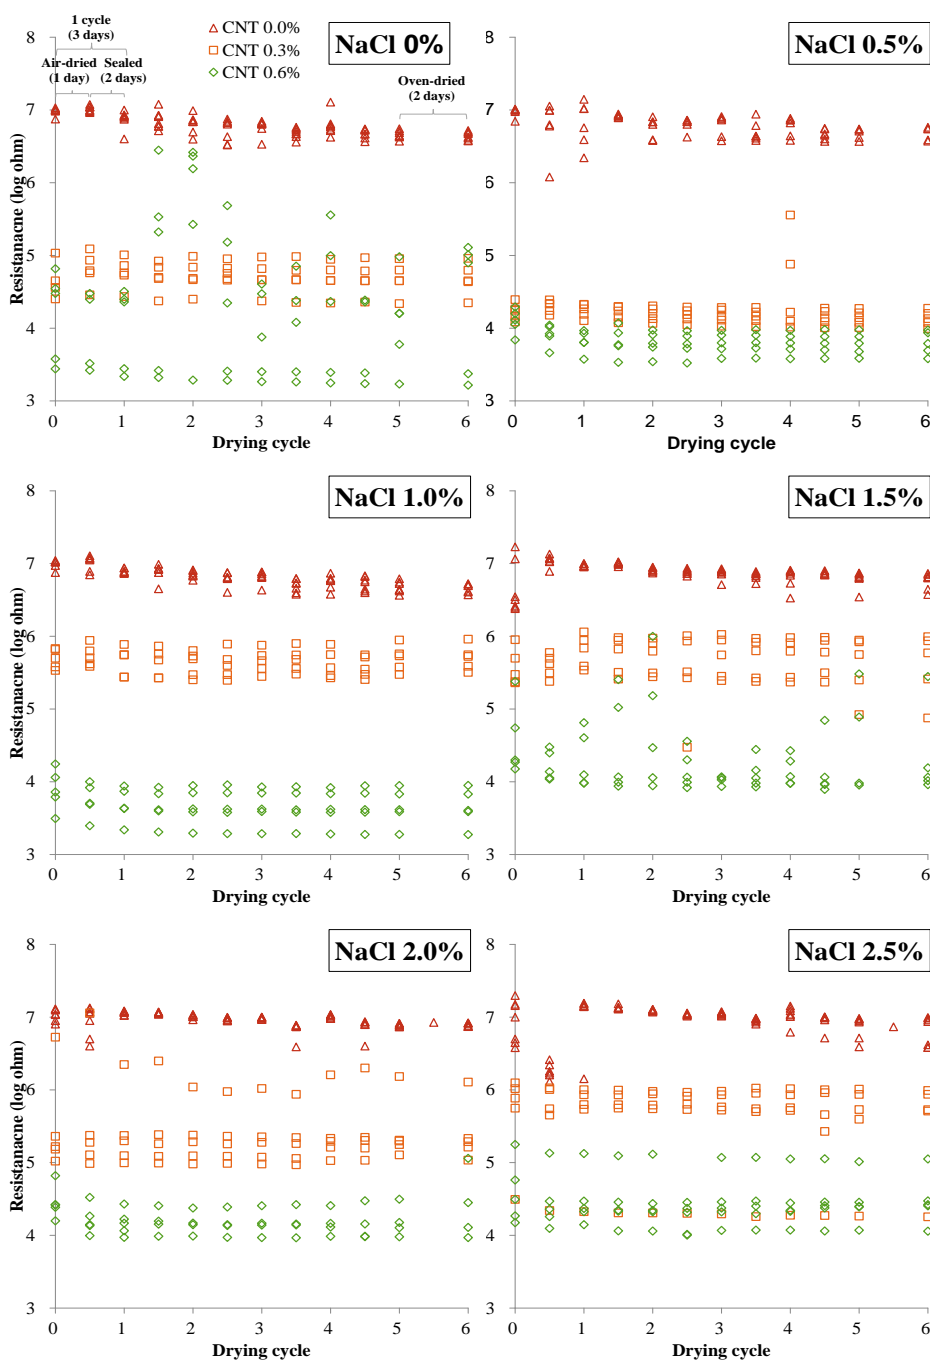 1 cycle
(3 days)
Air-dried
(1 day)
Sealed
(2 days)
CNT 0.0%
CNT 0.3%
CNT 0.6%
NaCl 0%
Oven-dried
(2 days)
Resistanacne (log ohm)
8
7
6
5
4
3
0 1 2 3 4 5 6
Drying cycle
NaCl 0.5%
8
7
6
5
4
3
0 1 2 3 4 5 6
Drying cycle
NaCl 1.0%
Resistanacne (log ohm)
8
7
6
5
4
3
0 1 2 3 4 5 6
Drying cycle
NaCl 1.5%
8
7
6
5
4
3
0 1 2 3 4 5 6
Drying cycle
NaCl 2.0%
Resistanacne (log ohm)
8
7
6
5
4
3
0 1 2 3 4 5 6
Drying cycle
NaCl 2.5%
8
7
6
5
4
3
0 1 2 3 4 5 6
Drying cycle